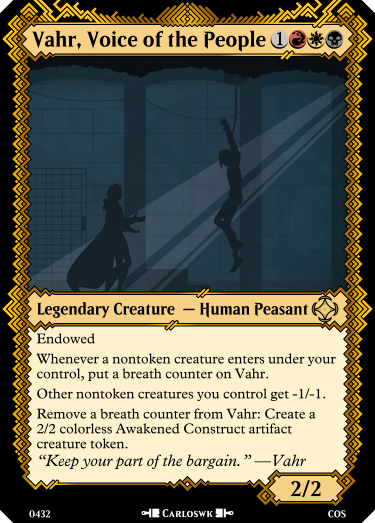 Vahr, Voice of the People 1
Legendary Creature — Human Peasant
Endowed
Whenever a nontoken creature enters under your
control, put a breath counter on Vahr.
Other nontoken creatures you control get -1/-1.
Remove a breath counter from Vahr: Create a
2/2 colorless Awakened Construct artifact
creature token.
“Keep your part of the bargain.” —Vahr
2/2
0432 Carloswk COS